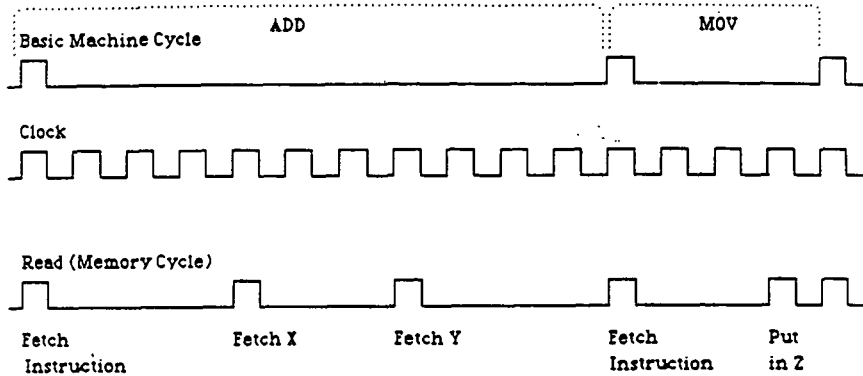 ADD
MOV
Basic Machine Cycle
Clock
Read (Memory Cycle)
Fetch Instruction
Fetch X
Fetch Y
Fetch Instruction
Put in Z